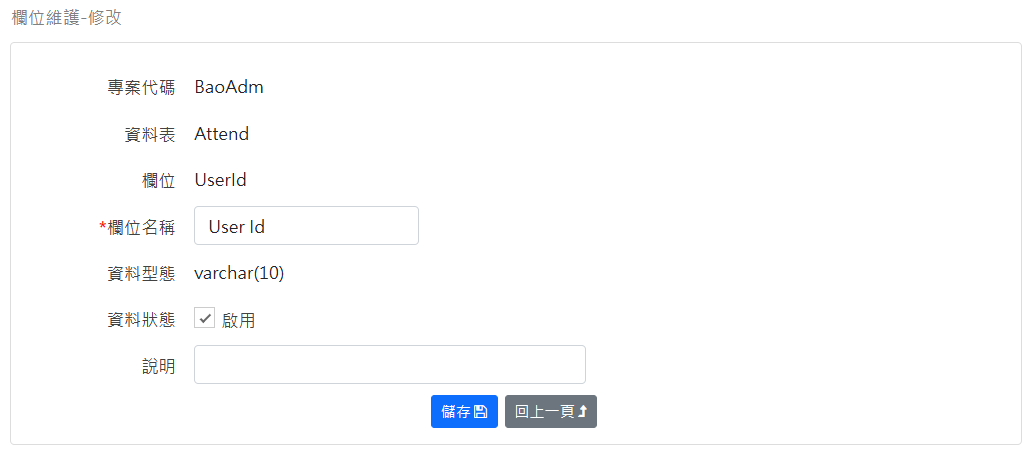 欄位維護-修改
專案代碼 BaoAdm
資料表 Attend
欄位 UserId
*欄位名稱 User Id
資料型態 varchar(10)
資料狀態 啟用
說明
儲存 回上一頁